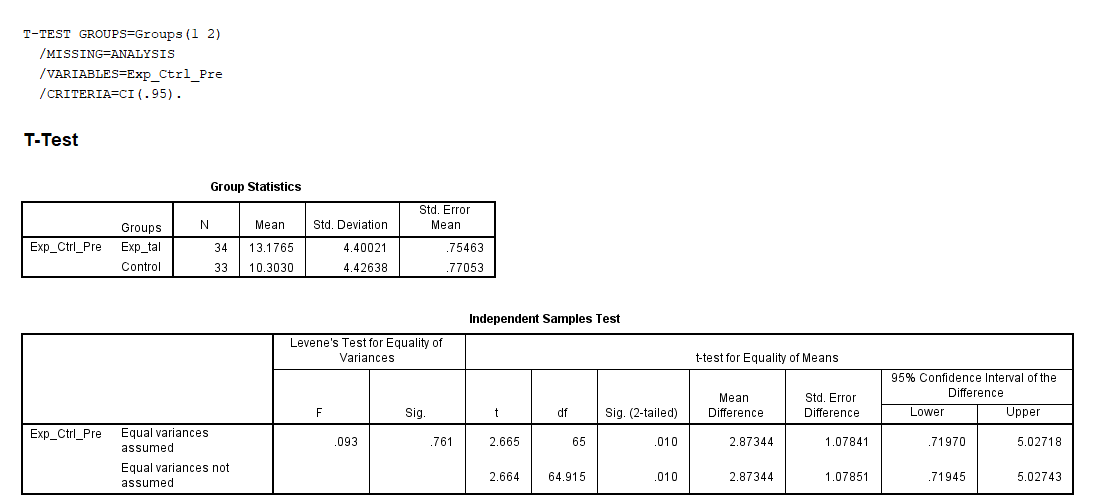 T-TEST GROUPS=Groups(1 2)
/MISSING=ANALYSIS
/VARIABLES=Exp_Ctrl_Pre
/CRITERIA=CI(.95).
T-Test
Group Statistics
Groups N Mean Std. Deviation Std. Error Mean
Exp_Ctrl_Pre Exp_tal 34 13.1765 4.40021 .75463
Control 33 10.3030 4.42638 .77053
Independent Samples Test
Levene's Test for Equality of Variances t-test for Equality of Means
95% Confidence Interval of the Difference
F Sig. t df Sig. (2-tailed) Mean Difference Std. Error Difference Lower Upper
Exp_Ctrl_Pre Equal variances assumed .093 .761 2.665 65 .010 2.87344 1.07841 .71970 5.02718
Equal variances not assumed 2.664 64.915 .010 2.87344 1.07851 .71945 5.02743